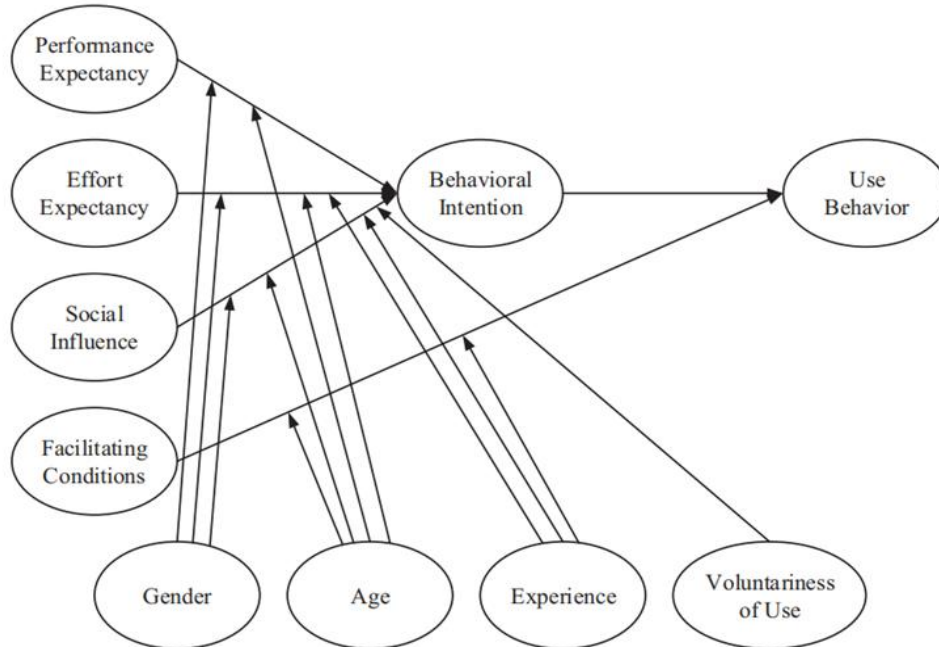 Performance
Expectancy
Effort
Expectancy
Behavioral
Intention
Use
Behavior
Social
Influence
Facilitating
Conditions
Gender
Age
Experience
Voluntariness
of Use